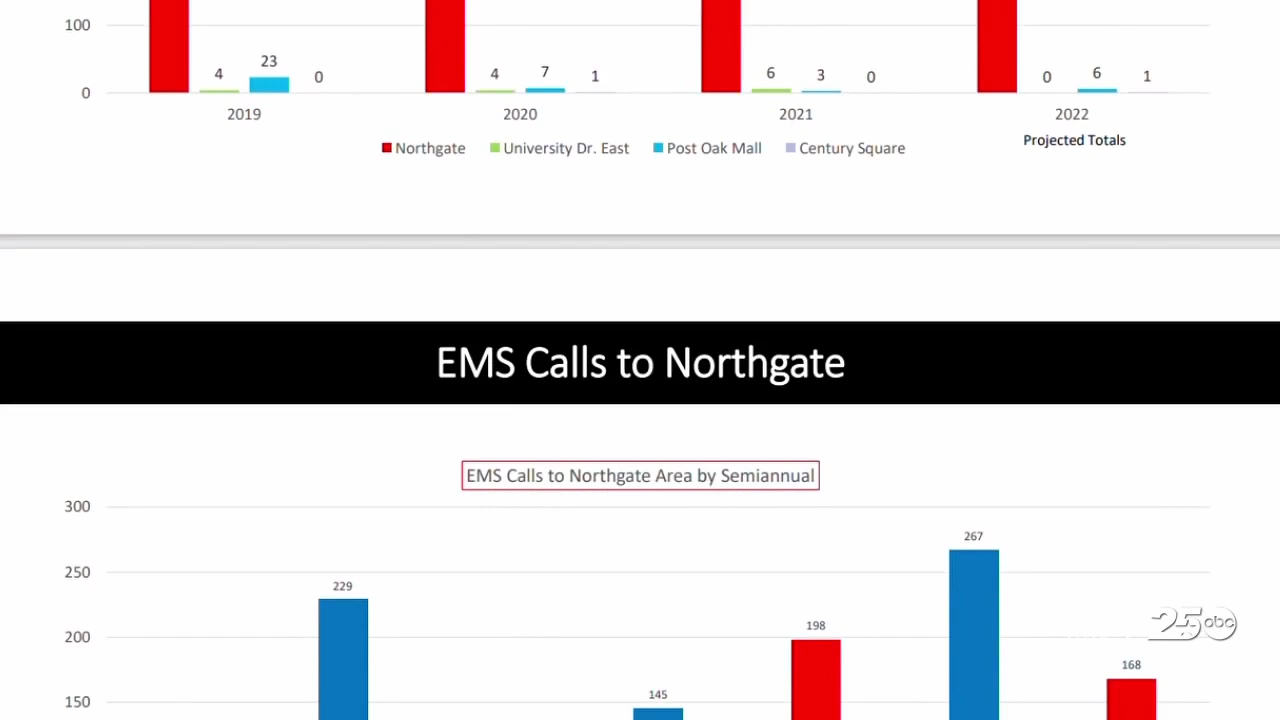 100
4 23 0 4 7 1 6 3 0 0 6 1
0
2019 2020 2021 2022
Northgate University Dr. East Post Oak Mall Century Square
Projected Totals
EMS Calls to Northgate
EMS Calls to Northgate Area by Semiannual
300
267
250
229
200
198
168
150
145
25 abc